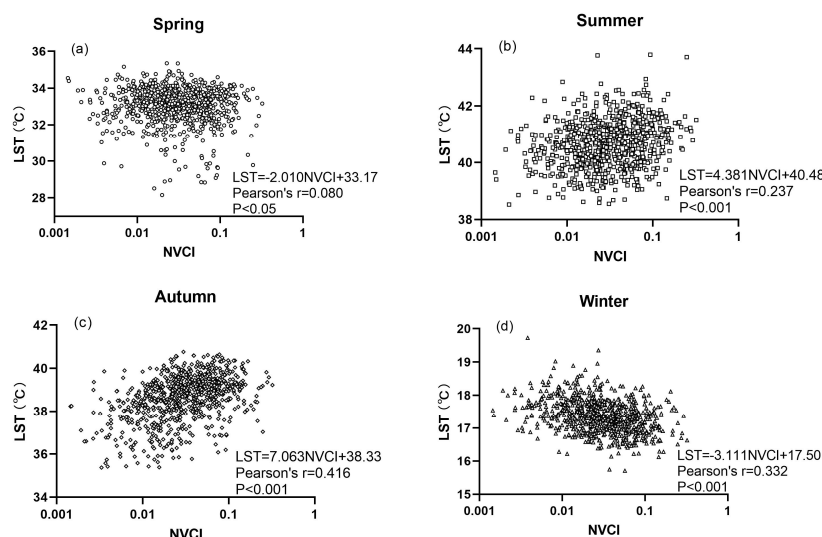 Spring
(a)
36
34
32
30
28
LST (℃)
LST=-2.010NVCI+33.17
Pearson's r=0.080
P<0.05
0.001
0.01
0.1
1
NVCI
Summer
(b)
44
42
40
38
LST (℃)
LST=4.381NVCI+40.48
Pearson's r=0.237
P<0.001
0.001
0.01
0.1
1
NVCI
Autumn
(c)
42
40
38
36
34
LST (℃)
LST=7.063NVCI+38.33
Pearson's r=0.416
P<0.001
0.001
0.01
0.1
1
NVCI
Winter
(d)
20
19
18
17
16
15
LST (℃)
LST=-3.111NVCI+17.50
Pearson's r=0.332
P<0.001
0.001
0.01
0.1
1
NVCI